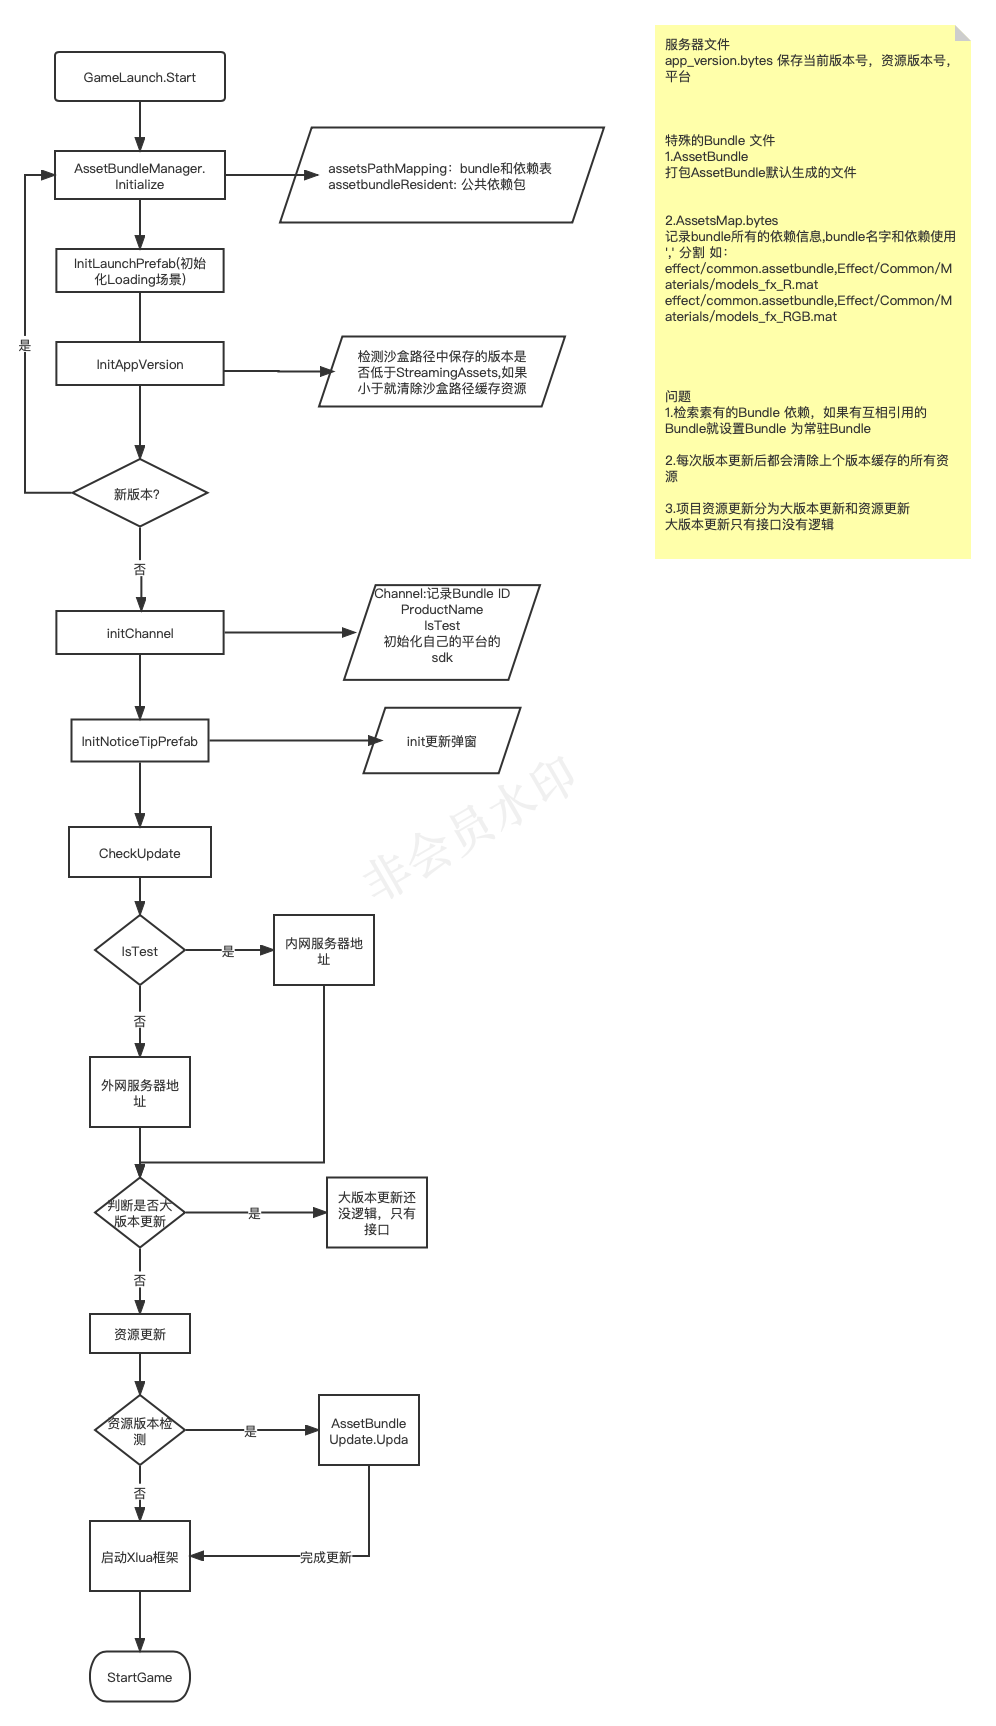 GameLaunch.Start
AssetBundleManager.
Initialize
assetsPathMapping：bundle和依赖表
assetbundleResident: 公共依赖包
InitLaunchPrefab(初始
化Loading场景)
是
InitAppVersion
检测沙盒路径中保存的版本是
否低于StreamingAssets,如果
小于就清除沙盒路径缓存资源
新版本?
否
initChannel
Channel:记录Bundle ID
ProductName
IsTest
初始化自己的平台的
sdk
InitNoticeTipPrefab
init更新弹窗
CheckUpdate
IsTest
是
内网服务器地
址
否
外网服务器地
址
判断是否大
版本更新
是
大版本更新还
没逻辑，只有
接口
否
资源更新
资源版本检
测
是
AssetBundle
Update.Upda
否
启动Xlua框架
完成更新
StartGame
服务器文件
app_version.bytes 保存当前版本号，资源版本号，
平台
特殊的Bundle 文件
1.AssetBundle
打包AssetBundle默认生成的文件
2.AssetsMap.bytes
记录bundle所有的依赖信息,bundle名字和依赖使用
',' 分割 如：
effect/common.assetbundle,Effect/Common/M
aterials/models_fx_R.mat
effect/common.assetbundle,Effect/Common/M
aterials/models_fx_RGB.mat
问题
1.检索素有的Bundle 依赖，如果有互相引用的
Bundle就设置Bundle 为常驻Bundle
2.每次版本更新后都会清除上个版本缓存的所有资
源
3.项目资源更新分为大版本更新和资源更新
大版本更新只有接口没有逻辑
非会员水印